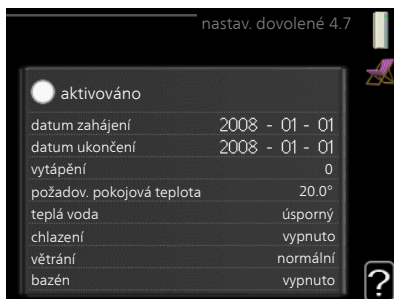 nastav. dovolené 4.7
aktivováno
datum zahájení 2008 - 01 - 01
datum ukončení 2008 - 01 - 01
vytápění 0
požadov. pokojová teplota 20.0°
teplá voda úsporný
chlazení vypnuto
větrání normální
bazén vypnuto
?